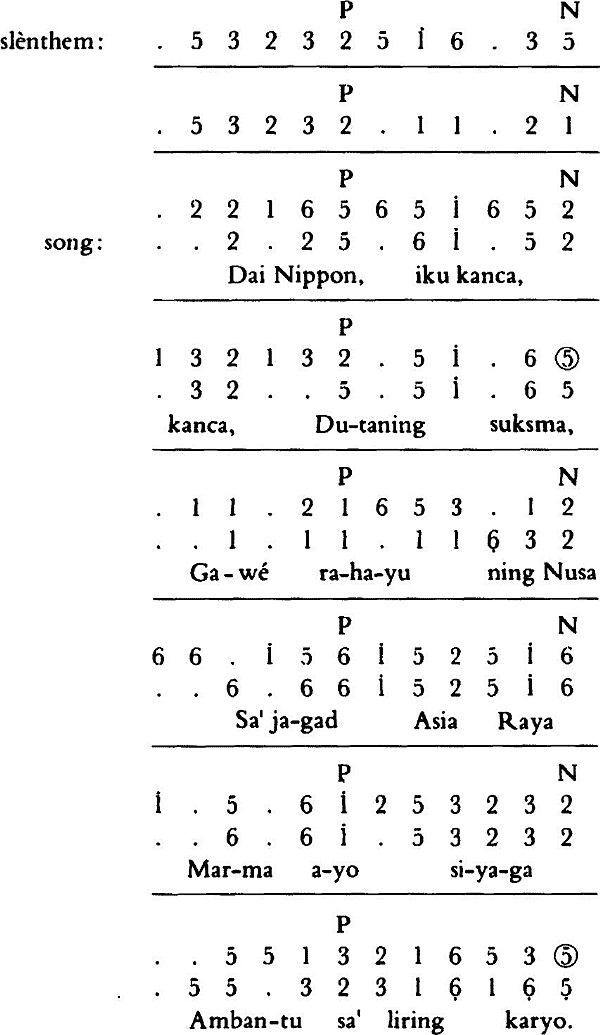 P N
slènthem: . 5 3 2 3 2 5 i̇ 6 . 3 5
P N
. 5 3 2 3 2 . 1 1 . 2 1
P N
. 2 2 1 6 5 6 5 i̇ 6 5 2
song: . . 2 . 2 5 . 6 i̇ . 5 2
Dai Nippon, iku kanca,
P
1 3 2 1 3 2 . 5 i̇ . 6 ⑤
. 3 2 . . 5 . 5 i̇ . 6 5
kanca, Du-taning suksma,
P N
. 1 1 . 2 1 6 5 3 . 1 2
. . 1 . 1 1 . 1 1 6̣ 3 2
Ga-wé ra-ha-yu ning Nusa
P N
6 6 . i̇ 5 6 i̇ 5 2 5 i̇ 6
. . 6 . 6 6 i̇ 5 2 5 i̇ 6
Sa' ja-gad Asia Raya
P N
i̇ . 5 . 6 i̇ 2 5 3 2 3 2
. . 6 . 6 i̇ . 5 3 2 3 2
Mar-ma a-yo si-ya-ga
P
. . 5 5 1 3 2 1 6 5 3 ⑤
. 5 5 . 3 2 3 1 6̣ 1 6̣ 5̣
Amban-tu sa' liring karyo.